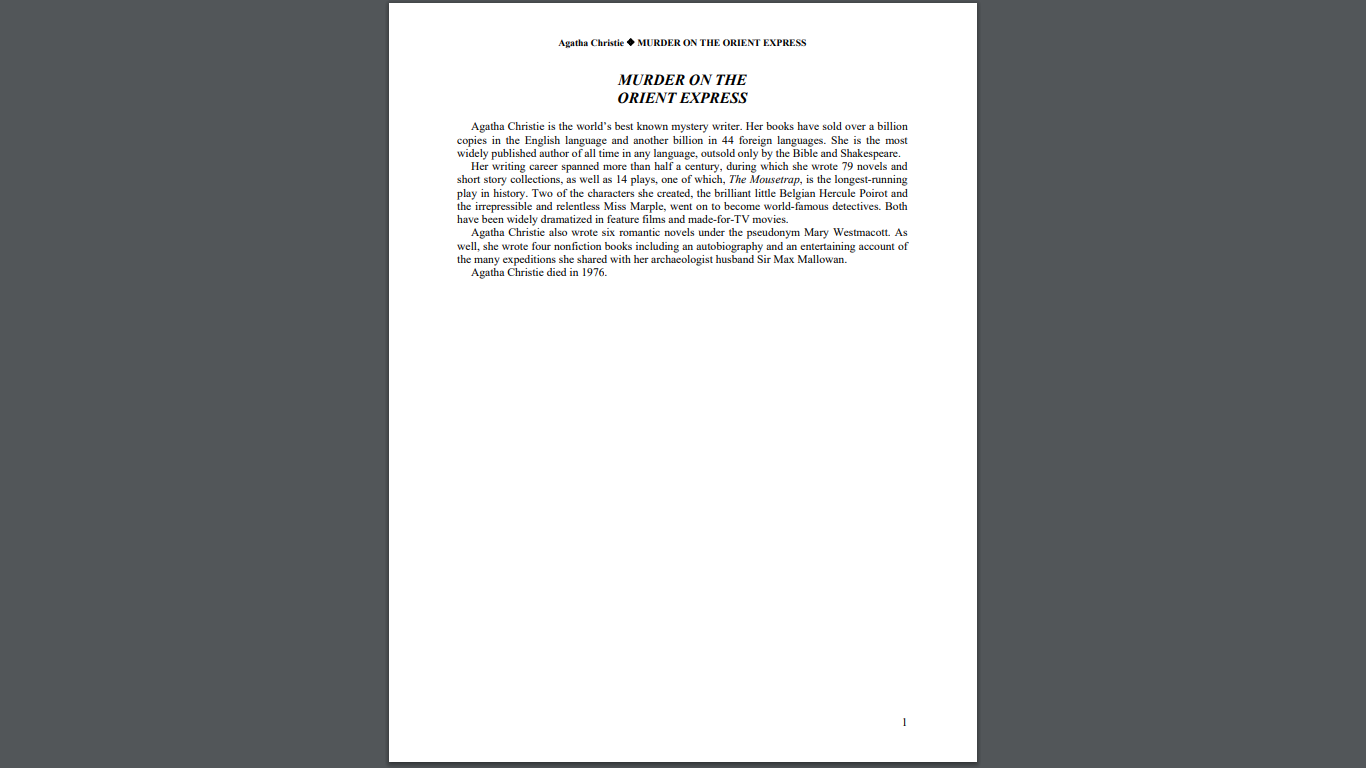 Agatha Christie ◆ MURDER ON THE ORIENT EXPRESS
MURDER ON THE
ORIENT EXPRESS
Agatha Christie is the world’s best known mystery writer. Her books have sold over a billion
copies in the English language and another billion in 44 foreign languages. She is the most
widely published author of all time in any language, outsold only by the Bible and Shakespeare.
Her writing career spanned more than half a century, during which she wrote 79 novels and
short story collections, as well as 14 plays, one of which, The Mousetrap, is the longest-running
play in history. Two of the characters she created, the brilliant little Belgian Hercule Poirot and
the irrepressible and relentless Miss Marple, went on to become world-famous detectives. Both
have been widely dramatized in feature films and made-for-TV movies.
Agatha Christie also wrote six romantic novels under the pseudonym Mary Westmacott. As
well, she wrote four nonfiction books including an autobiography and an entertaining account of
the many expeditions she shared with her archaeologist husband Sir Max Mallowan.
Agatha Christie died in 1976.
1